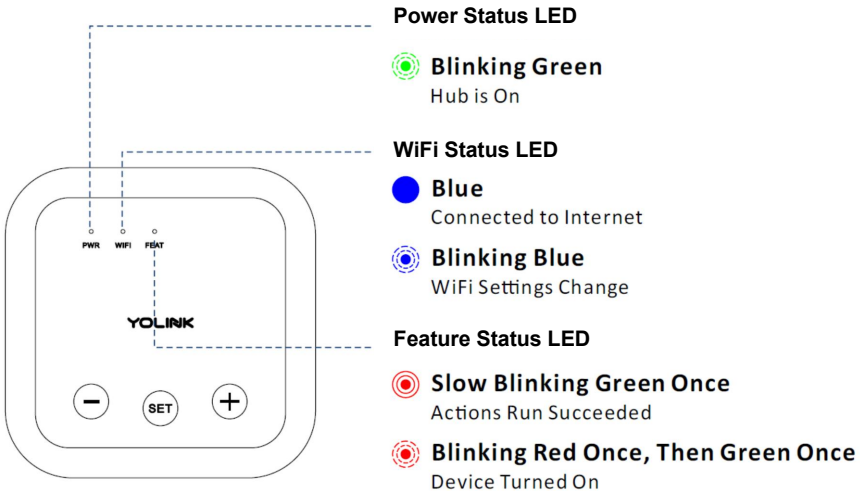 Power Status LED
Blinking Green
Hub is On
WiFi Status LED
Blue
Connected to Internet
Blinking Blue
WiFi Settings Change
PWR WIFI FEAT
YOLINK
Feature Status LED
Slow Blinking Green Once
Actions Run Succeeded
− SET +
Blinking Red Once, Then Green Once
Device Turned On